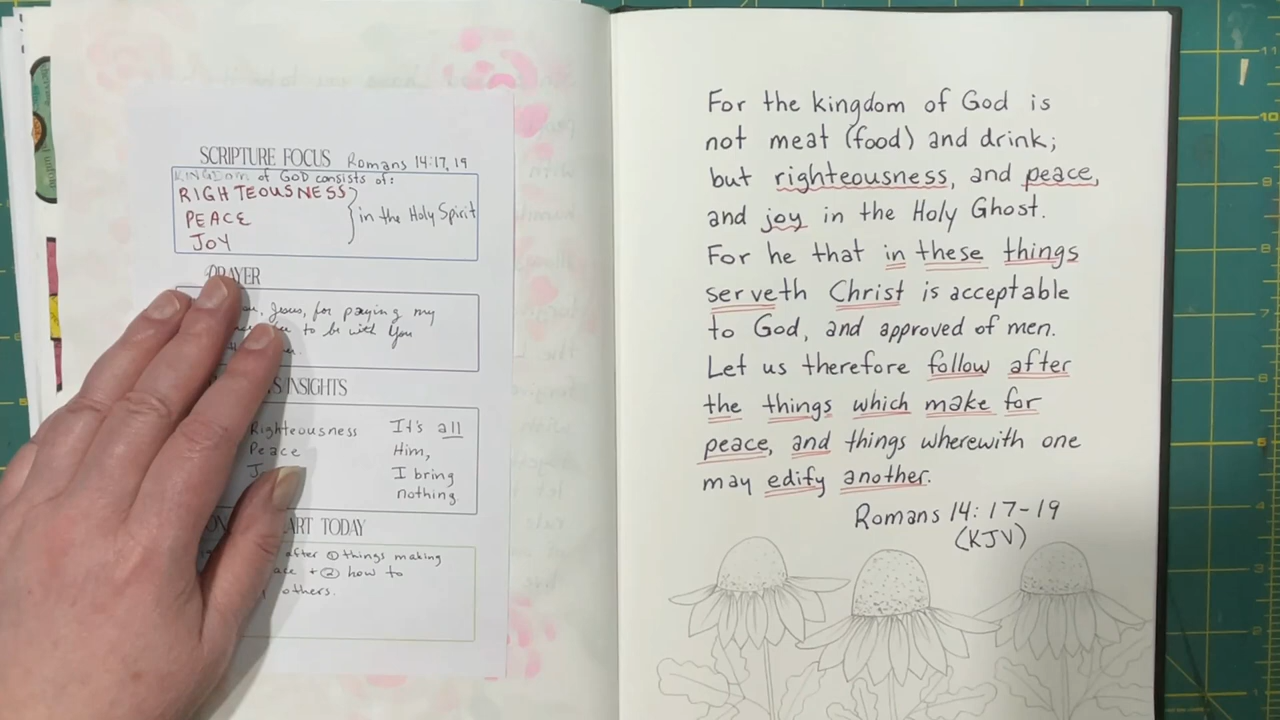 SCRIPTURE FOCUS Romans 14:17, 19
KINGDOM of GOD consists of:
RIGHTEOUSNESS
PEACE
JOY
in the Holy Spirit
PRAYER
Jesus, for paying my
to be with You
INSIGHTS
Righteousness
Peace
It's all
Him,
I bring
nothing
TODAY
after ① things making
+ ② how to
others.
For the kingdom of God is
not meat (food) and drink;
but righteousness, and peace,
and joy in the Holy Ghost.
For he that in these things
serveth Christ is acceptable
to God, and approved of men.
Let us therefore follow after
the things which make for
peace, and things wherewith one
may edify another.
Romans 14:17-19
(KJV)
11
10